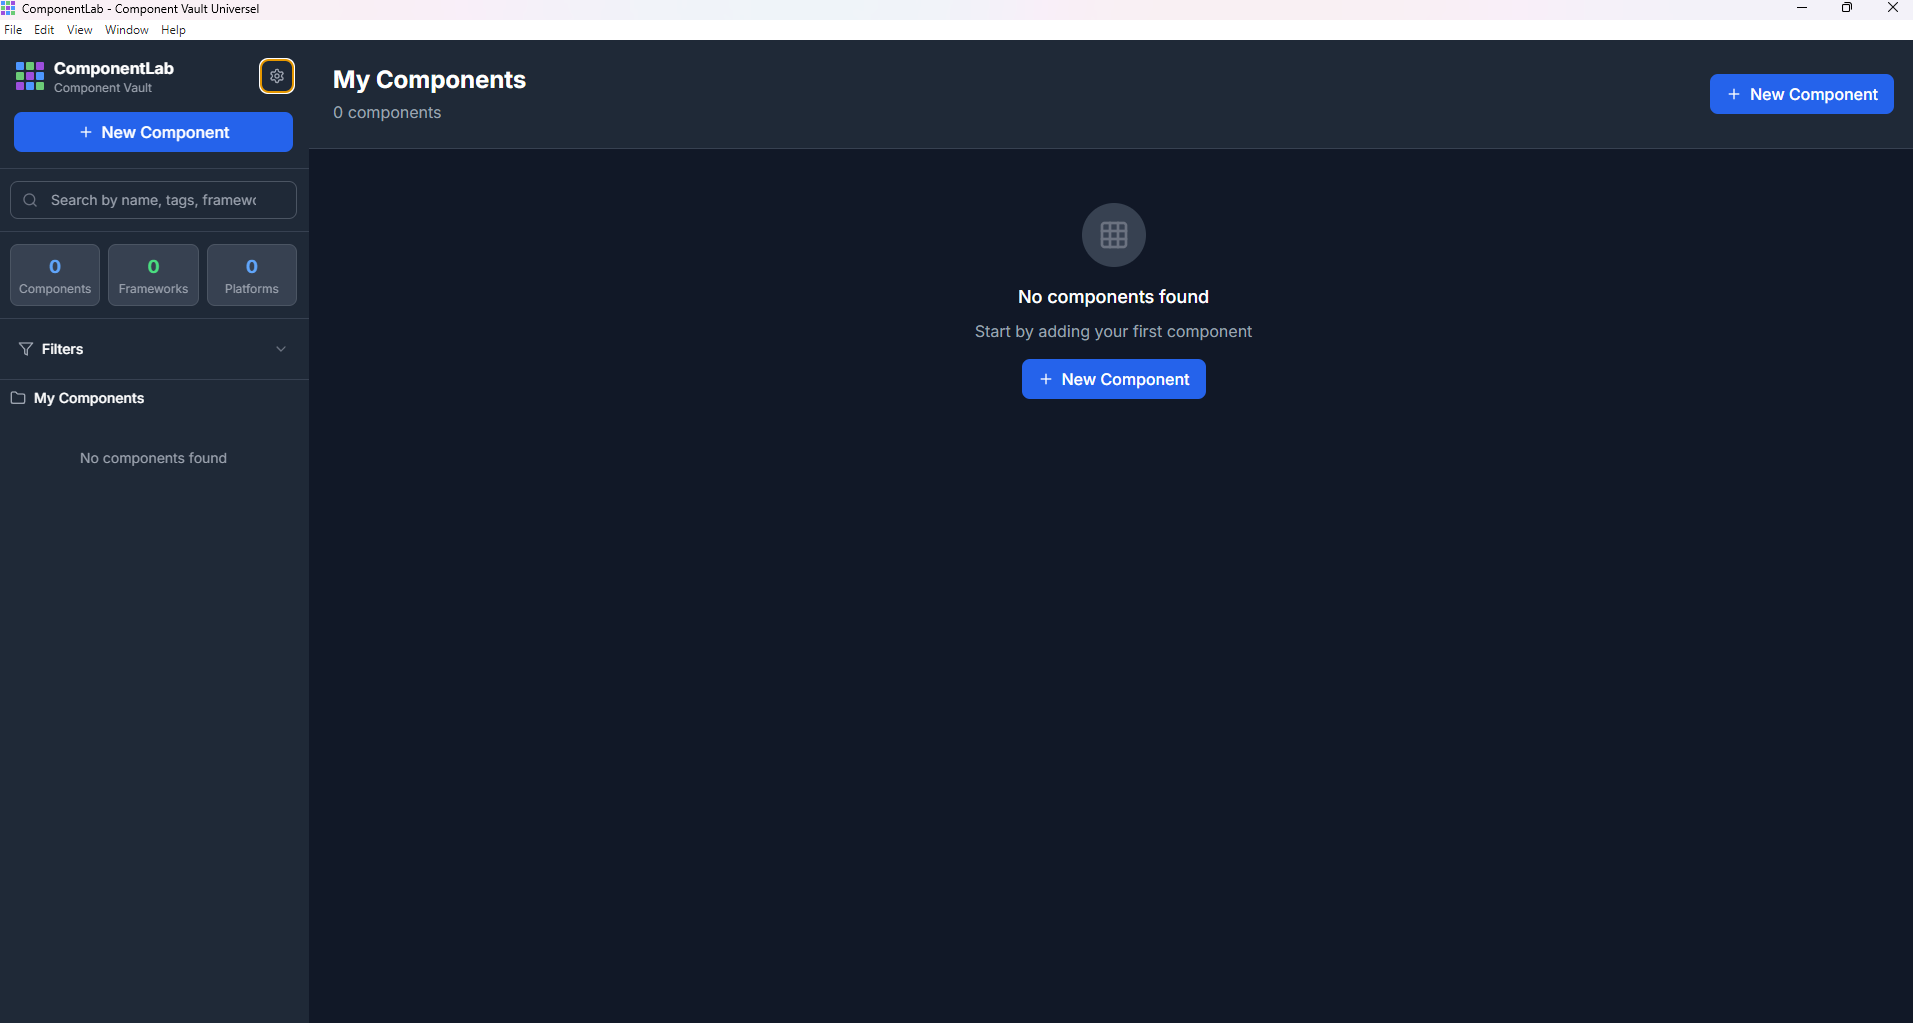 ComponentLab - Component Vault Universel
File Edit View Window Help
ComponentLab
Component Vault
+ New Component
Search by name, tags, framew
0 Components
0 Frameworks
0 Platforms
Filters
My Components
No components found
My Components
0 components
+ New Component
No components found
Start by adding your first component
+ New Component